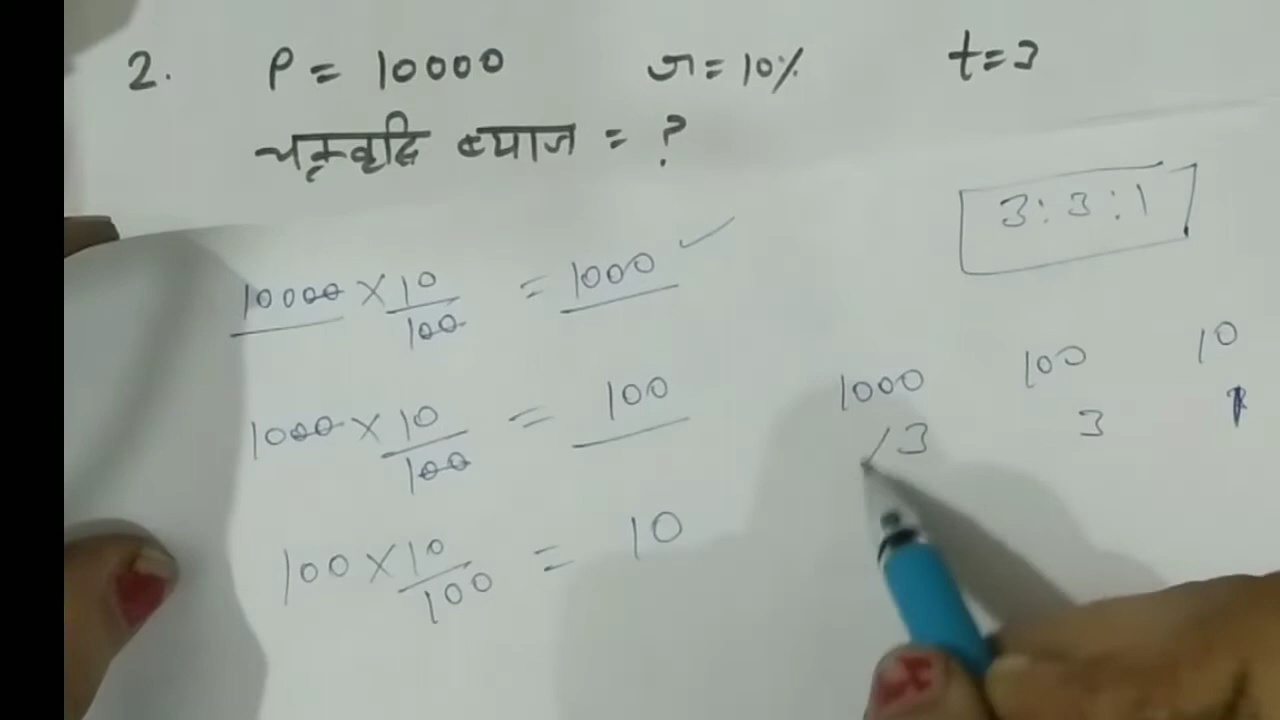 2. P = 10000 r = 10% t = 3
चक्रवृद्धि ब्याज = ?
3 : 3 : 1
10000 × 10/100 = 1000 ✓
1000 × 10/100 = 100
100 × 10/100 = 10
1000 100 10
3 3 1